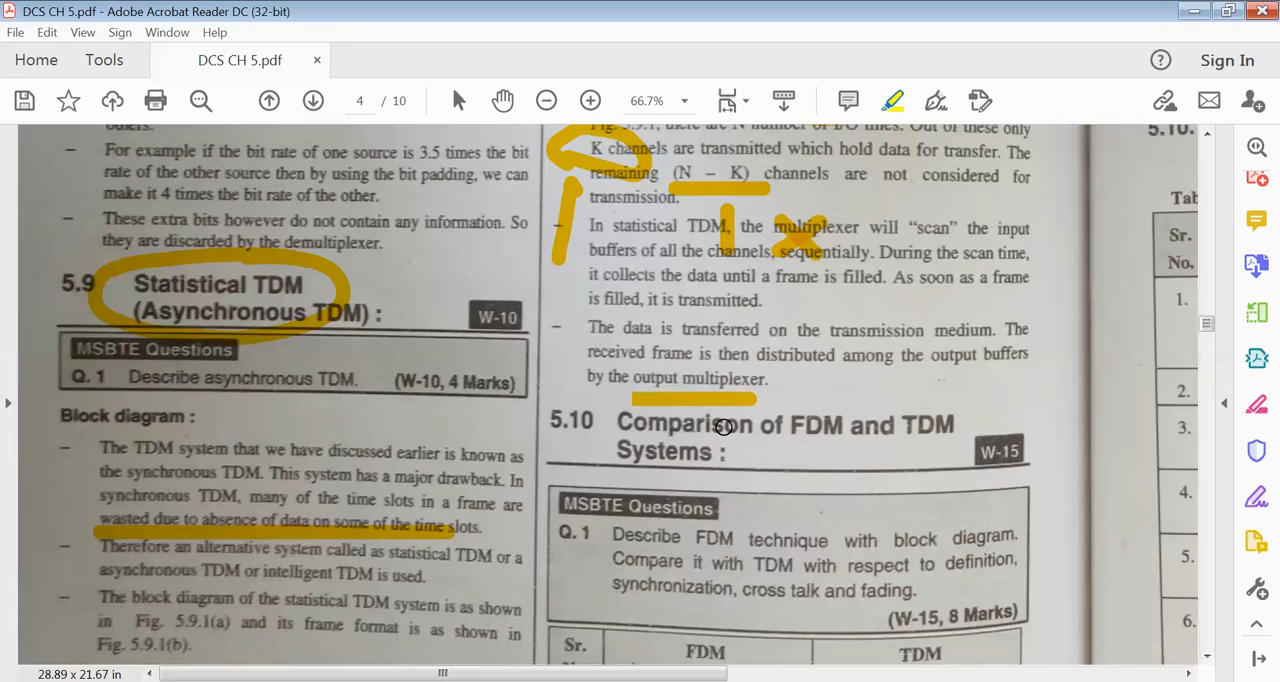 DCS CH 5.pdf - Adobe Acrobat Reader DC (32-bit)
File Edit View Sign Window Help
Home Tools DCS CH 5.pdf × Sign In
4 / 10 66.7%
others.
– For example if the bit rate of one source is 3.5 times the bit
rate of the other source then by using the bit padding, we can
make it 4 times the bit rate of the other.
– These extra bits however do not contain any information. So
they are discarded by the demultiplexer.
5.9 Statistical TDM
(Asynchronous TDM) :
W-10
MSBTE Questions
Q. 1 Describe asynchronous TDM. (W-10, 4 Marks)
Block diagram :
– The TDM system that we have discussed earlier is known as
the synchronous TDM. This system has a major drawback. In
synchronous TDM, many of the time slots in a frame are
wasted due to absence of data on some of the time slots.
– Therefore an alternative system called as statistical TDM or a
asynchronous TDM or intelligent TDM is used.
– The block diagram of the statistical TDM system is as shown
in Fig. 5.9.1(a) and its frame format is as shown in
Fig. 5.9.1(b).
Fig. 5.9.1, there are N number of I/O lines. Out of these only
K channels are transmitted which hold data for transfer. The
remaining (N – K) channels are not considered for
transmission.
– In statistical TDM, the multiplexer will “scan” the input
buffers of all the channels, sequentially. During the scan time,
it collects the data until a frame is filled. As soon as a frame
is filled, it is transmitted.
– The data is transferred on the transmission medium. The
received frame is then distributed among the output buffers
by the output multiplexer.
5.10 Comparison of FDM and TDM
Systems :
W-15
MSBTE Questions
Q. 1 Describe FDM technique with block diagram.
Compare it with TDM with respect to definition,
synchronization, cross talk and fading.
(W-15, 8 Marks)
Sr. FDM TDM
5.10.
Tab
Sr.
No.
1.
2.
3.
4.
5.
6.
28.89 x 21.67 in